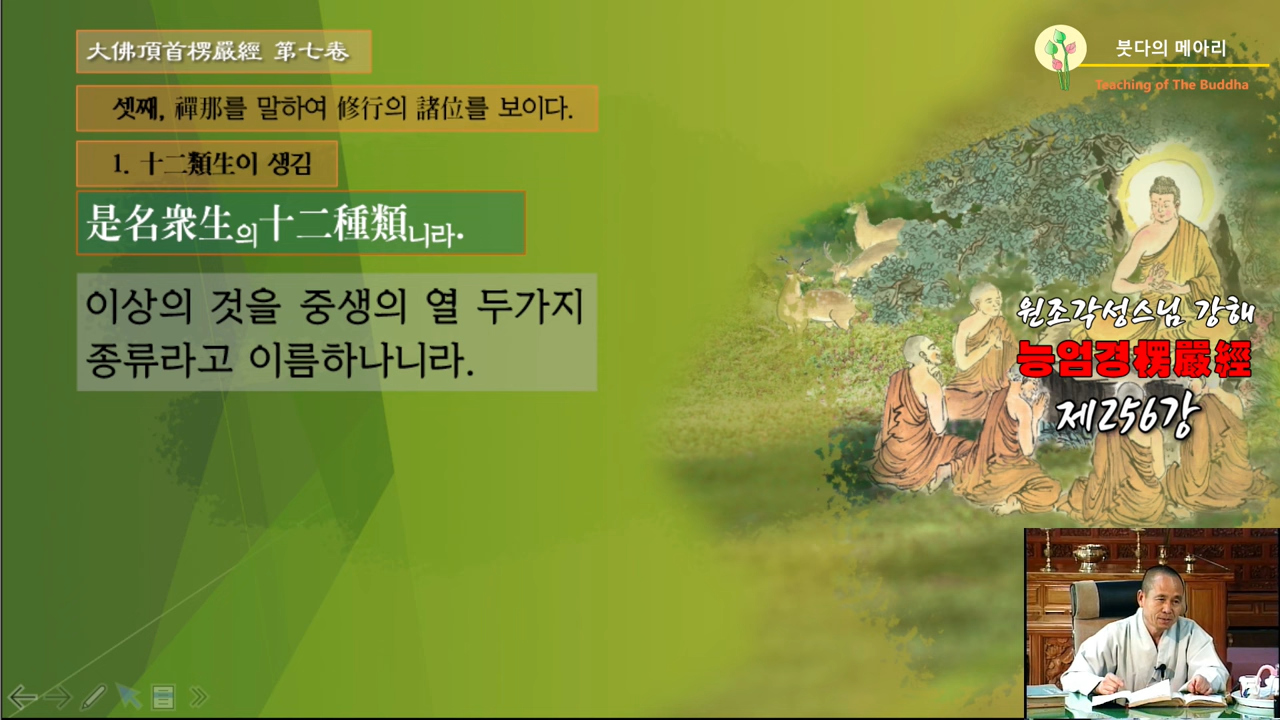 大佛頂首楞嚴經 第七卷
셋째, 禪那를 말하여 修行의 諸位를 보이다.
1. 十二類生이 생김
是名衆生의十二種類니라.
이상의 것을 중생의 열 두가지
종류라고 이름하나니라.
붓다의 메아리
Teaching of The Buddha
원조각성스님 강해
능엄경楞嚴經
제256강